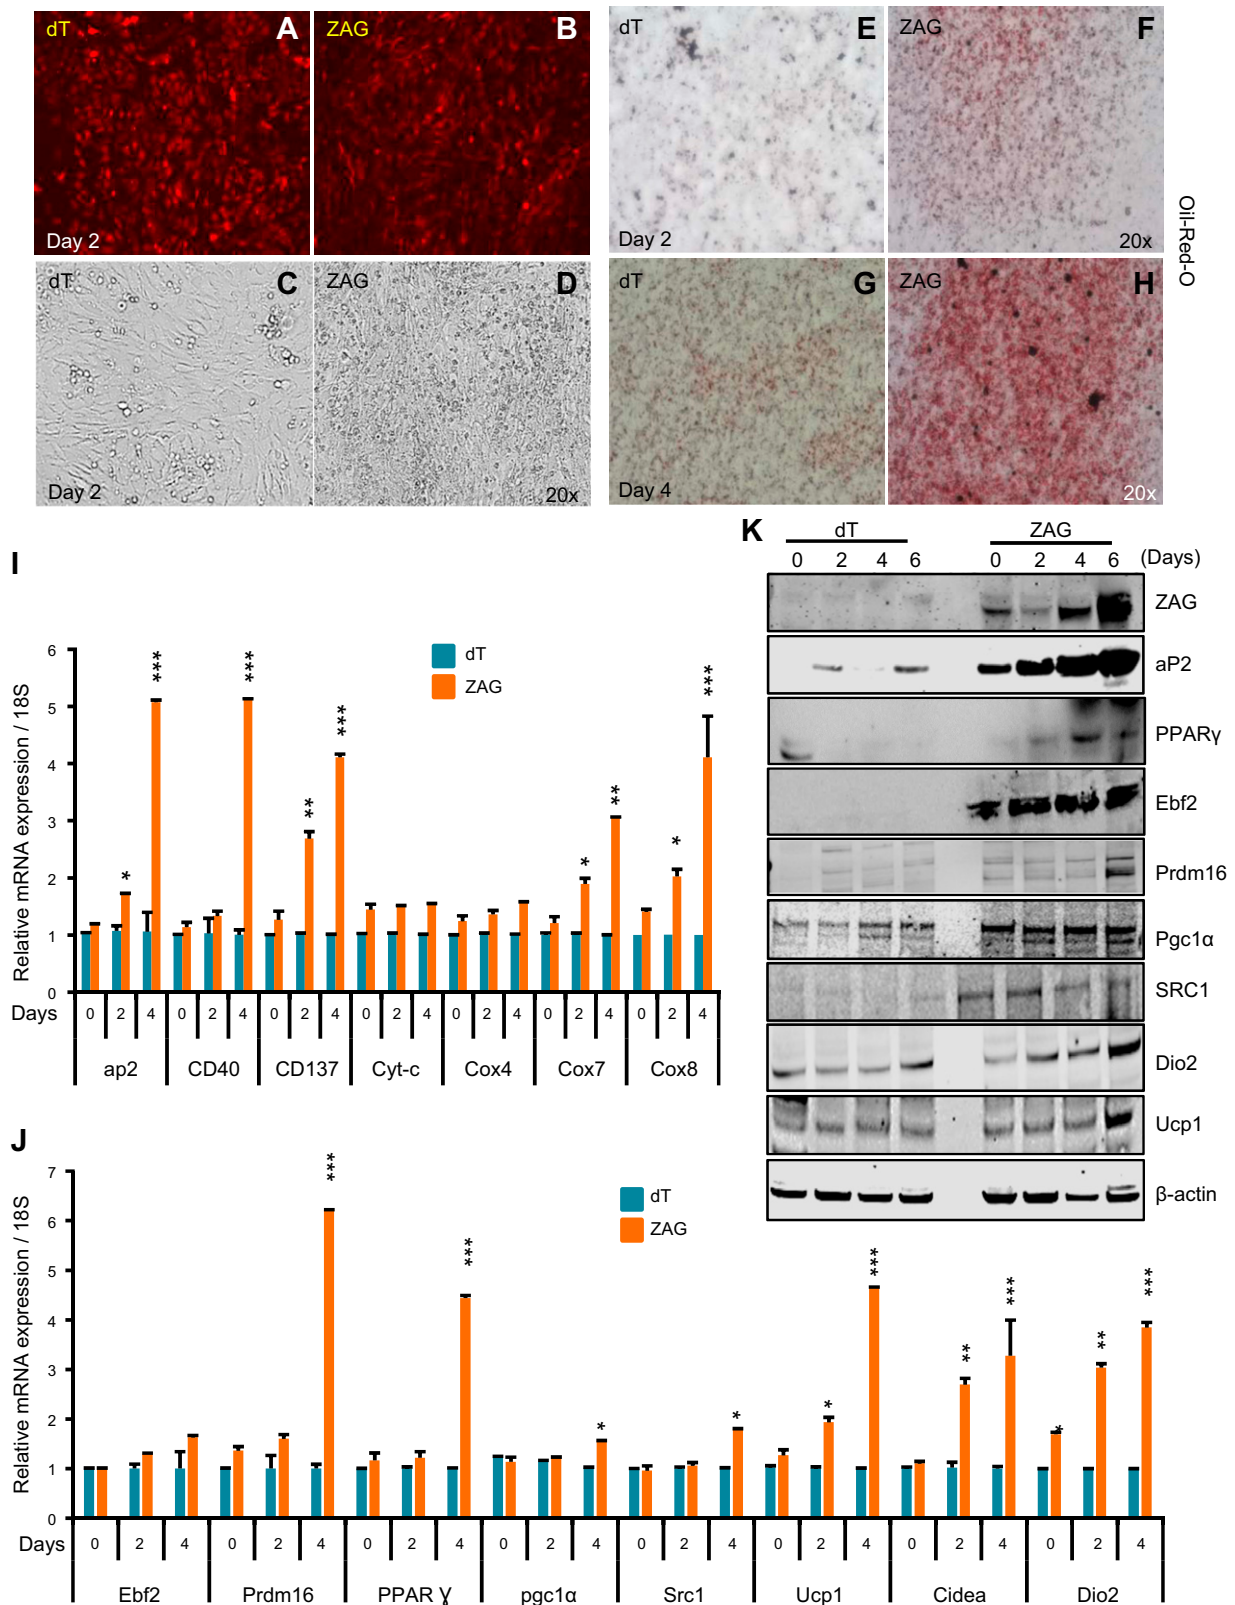 dT A ZAG B
Day 2
dT C ZAG D
Day 2 20x
dT E ZAG F
Day 2 20x
dT G ZAG H
Day 4 20x
Oil-Red-O
I
Relative mRNA expression / 18S
6
5
4
3
2
1
0
dT
ZAG
* *** *** ** *** * ** * ***
Days 0 2 4 0 2 4 0 2 4 0 2 4 0 2 4 0 2 4 0 2 4
ap2 CD40 CD137 Cyt-c Cox4 Cox7 Cox8
K
dT ZAG
0 2 4 6 0 2 4 6 (Days)
ZAG
aP2
PPARγ
Ebf2
Prdm16
Pgc1α
SRC1
Dio2
Ucp1
β-actin
J
Relative mRNA expression / 18S
7
6
5
4
3
2
1
0
dT
ZAG
*** *** * * * *** ** *** * ** ***
Days 0 2 4 0 2 4 0 2 4 0 2 4 0 2 4 0 2 4 0 2 4 0 2 4
Ebf2 Prdm16 PPAR γ pgc1α Src1 Ucp1 Cidea Dio2